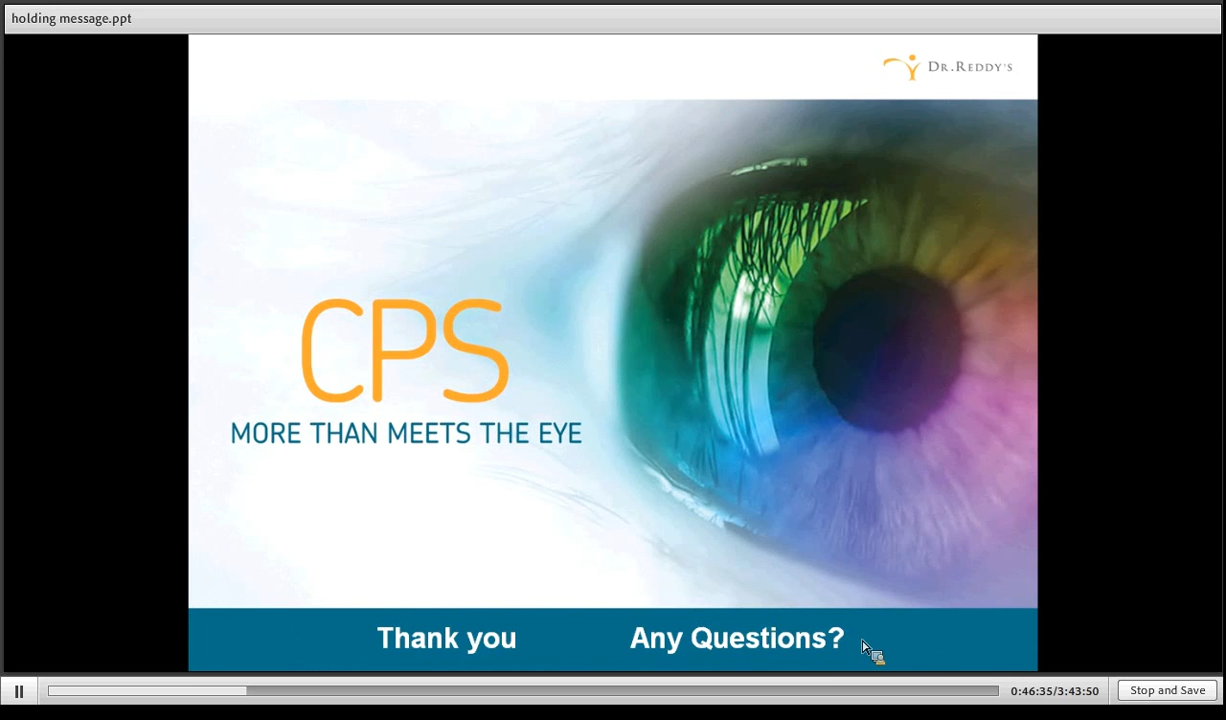 holding message.ppt
DR.REDDY'S
CPS
MORE THAN MEETS THE EYE
Thank you Any Questions?
0:46:35/3:43:50 Stop and Save